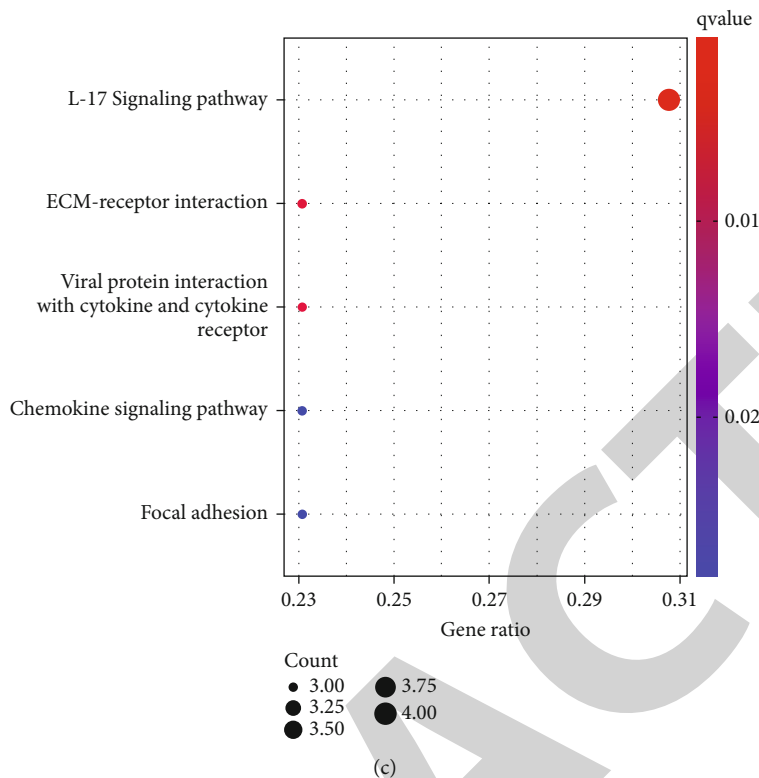 qvalue
L-17 Signaling pathway
ECM-receptor interaction
Viral protein interaction
with cytokine and cytokine
receptor
Chemokine signaling pathway
Focal adhesion
0.01
0.02
0.23 0.25 0.27 0.29 0.31
Gene ratio
Count
3.00 3.75
3.25 4.00
3.50
(c)
ACT